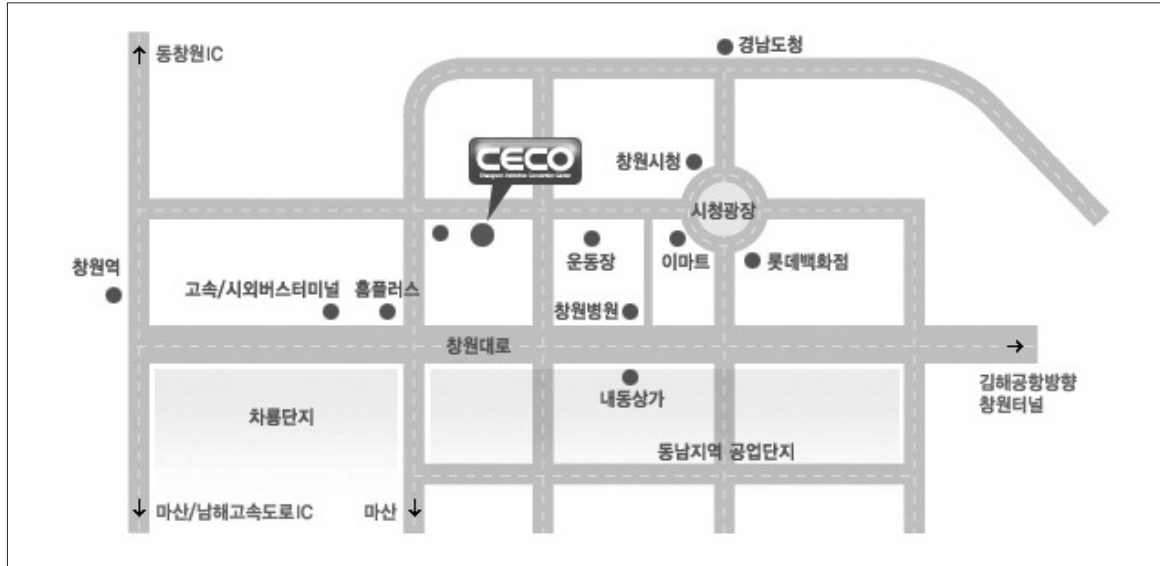 동창원IC
경남도청
CECO
Changwon Exhibition Convention Center
창원시청
시청광장
창원역
운동장
이마트
롯데백화점
고속/시외버스터미널
홈플러스
창원병원
창원대로
김해공항방향
창원터널
내동상가
차룡단지
동남지역 공업단지
마산/남해고속도로IC
마산